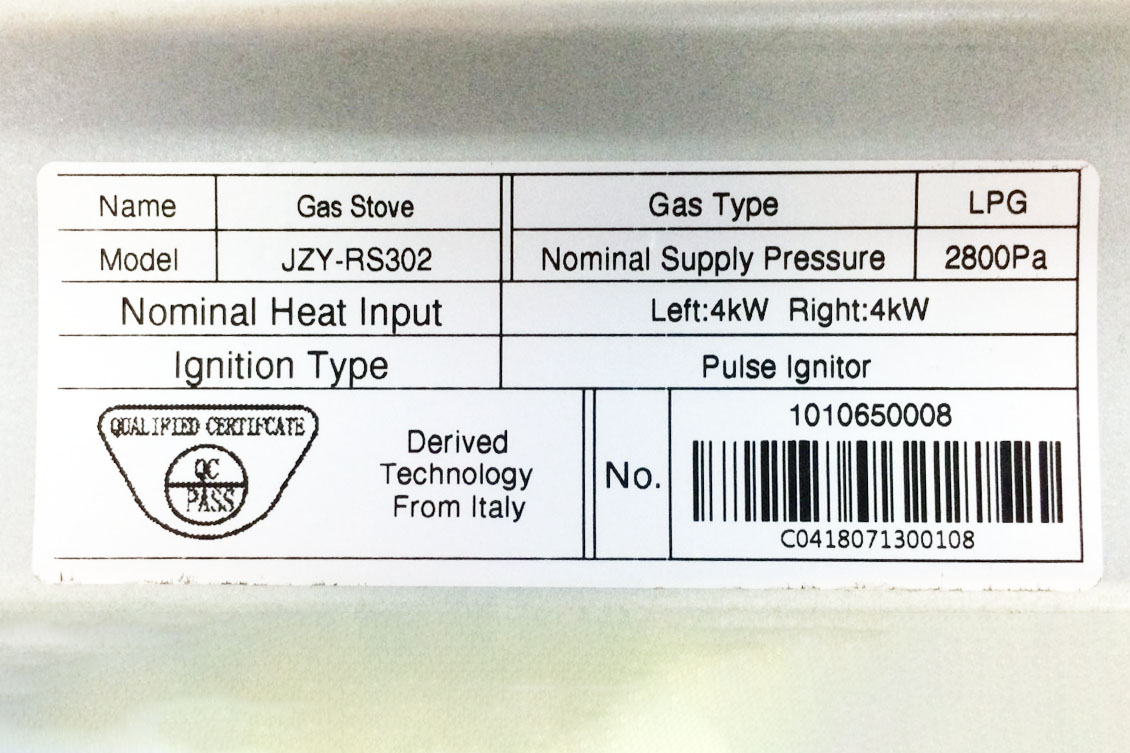 Name Gas Stove Gas Type LPG
Model JZY-RS302 Nominal Supply Pressure 2800Pa
Nominal Heat Input Left:4kW Right:4kW
Ignition Type Pulse Ignitor
QUALIFIED CERTIFCATE
QC
PASS
Derived
Technology
From Italy
No.
1010650008
C0418071300108